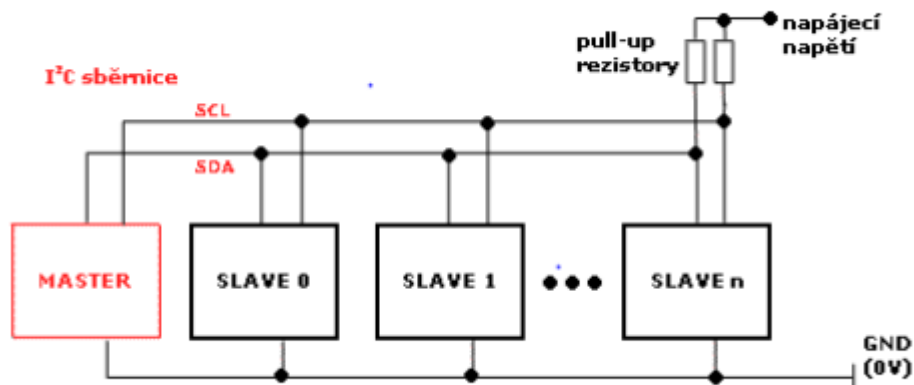 napájecí
napětí
pull-up
rezistory
I²C sběrnice
SCL
SDA
MASTER
SLAVE 0
SLAVE 1
SLAVE n
GND
(0V)